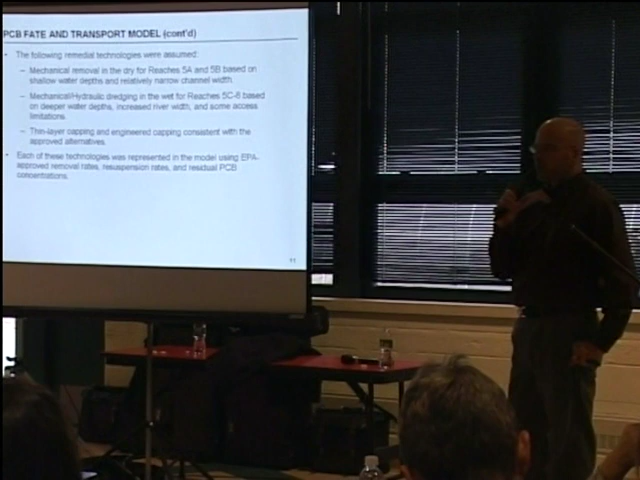 PCB FATE AND TRANSPORT MODEL (cont'd)
• The following remedial technologies were assumed:
– Mechanical removal in the dry for Reaches 5A and 5B based on
shallow water depths and relatively narrow channel width.
– Mechanical/Hydraulic dredging in the wet for Reaches 5C-8 based
on deeper water depths, increased river width, and some access
limitations.
– Thin-layer capping and engineered capping consistent with the
approved alternatives.
• Each of these technologies was represented in the model using EPA-
approved removal rates, resuspension rates, and residual PCB
concentrations.
11